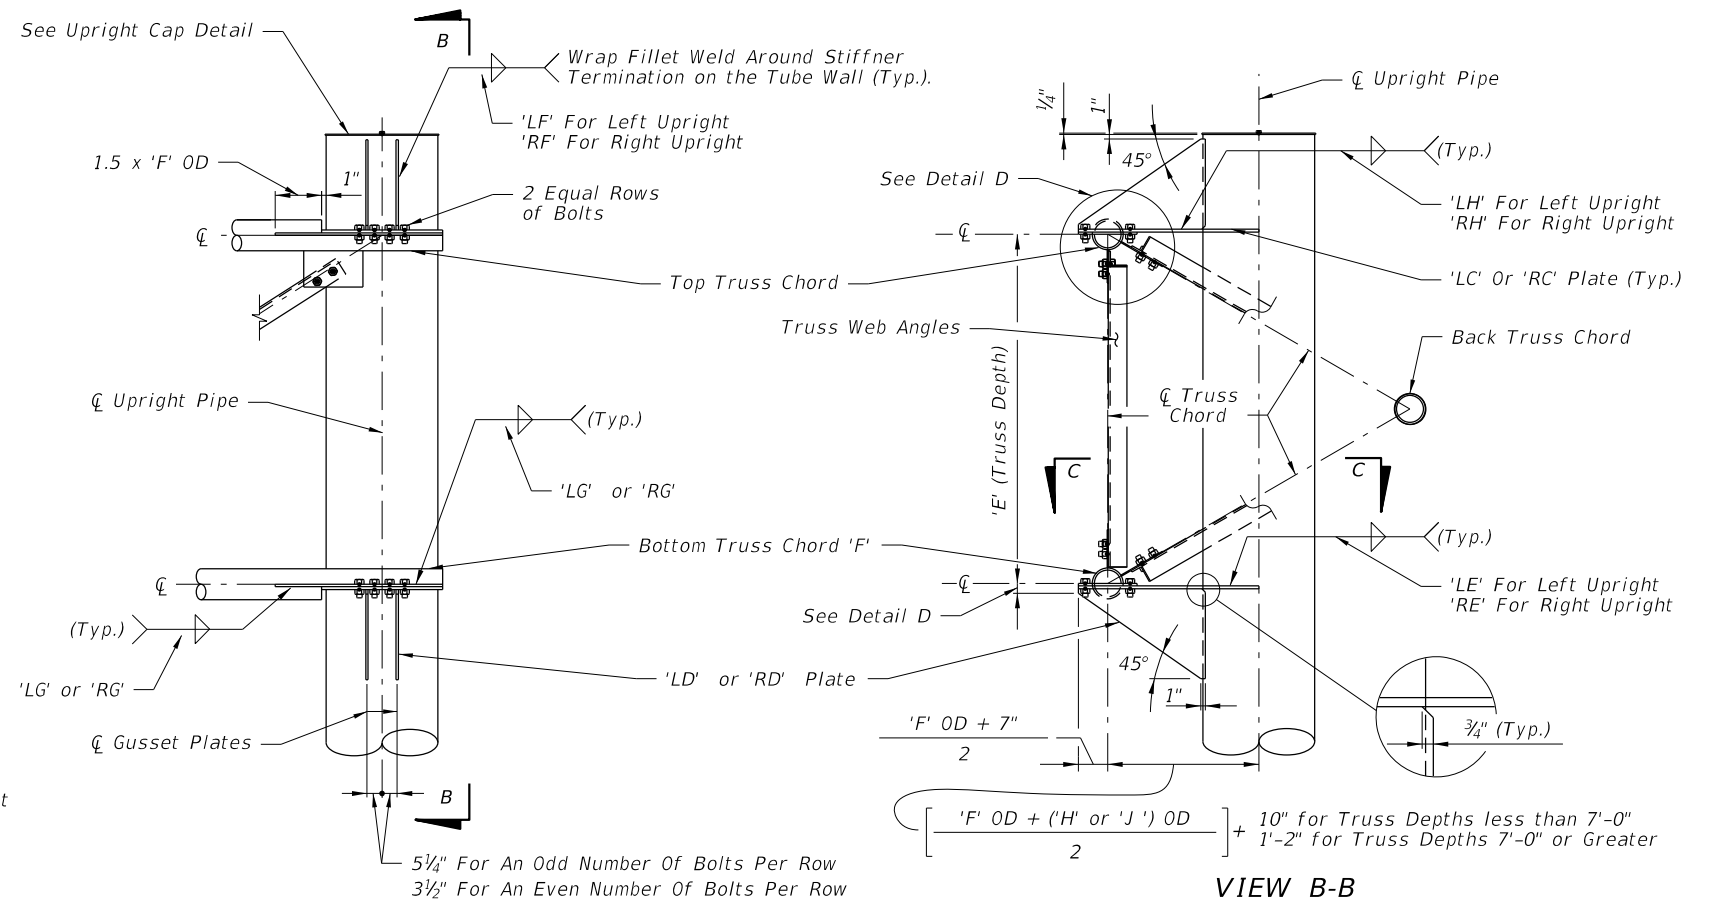 See Upright Cap Detail
B
Wrap Fillet Weld Around Stiffner
Termination on the Tube Wall (Typ.).
'LF' For Left Upright
'RF' For Right Upright
1.5 x 'F' OD
1"
2 Equal Rows
of Bolts
℄
Top Truss Chord
℄ Upright Pipe
(Typ.)
'LG' or 'RG'
Bottom Truss Chord 'F'
℄
(Typ.)
'LG' or 'RG'
'LD' or 'RD' Plate
℄ Gusset Plates
t
B
5¼" For An Odd Number Of Bolts Per Row
3½" For An Even Number Of Bolts Per Row
℄ Upright Pipe
¼"
1"
45°
(Typ.)
See Detail D
'LH' For Left Upright
'RH' For Right Upright
℄
'LC' Or 'RC' Plate (Typ.)
Truss Web Angles
Back Truss Chord
'E' (Truss Depth)
℄ Truss
Chord
C
C
(Typ.)
℄
'LE' For Left Upright
'RE' For Right Upright
See Detail D
45°
1"
¾" (Typ.)
'F' OD + 7"
2
'F' OD + ('H' or 'J ') OD
2
+
10" for Truss Depths less than 7'-0"
1'-2" for Truss Depths 7'-0" or Greater
VIEW B-B